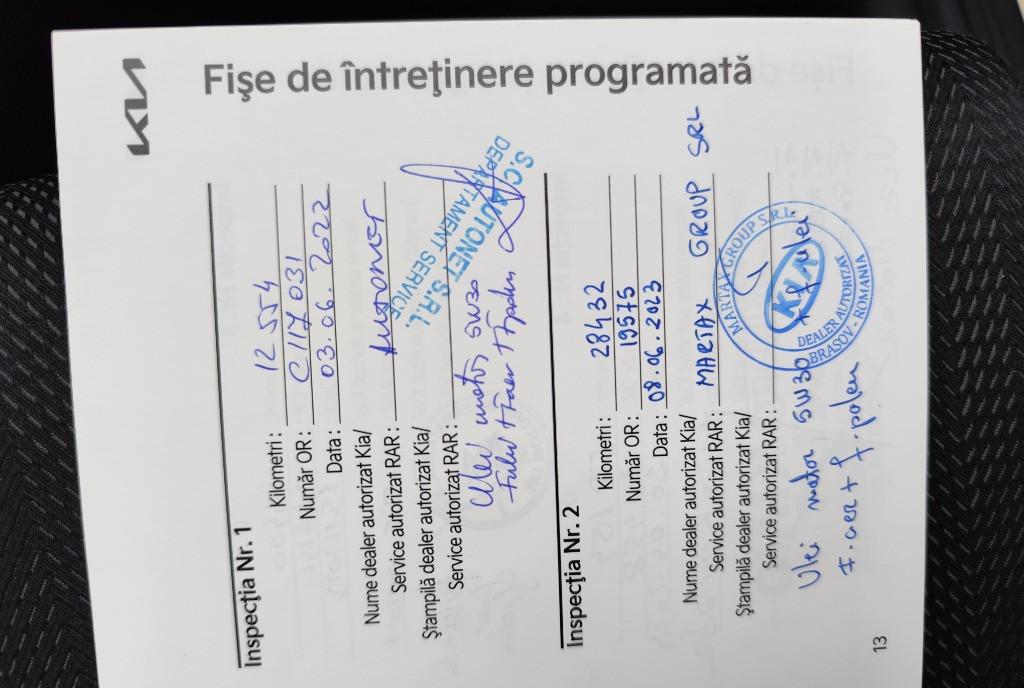 KIA
Fişe de întreţinere programată
Inspecţia Nr. 1
Kilometri : 12 554
Număr OR : C117031
Data : 03.06.2022
Nume dealer autorizat Kia/
Service autorizat RAR : Autonet
Ştampilă dealer autorizat Kia/
Service autorizat RAR :
S.C. AUTONET S.R.L.
DEPARTAMENT SERVICE
Ulei motor 5W30
Inspecţia Nr. 2
Kilometri : 28432
Număr OR : 19575
Data : 08.06.2023
Nume dealer autorizat Kia/
Service autorizat RAR : MARTAX GROUP SRL
Ştampilă dealer autorizat Kia/
Service autorizat RAR :
MARTAX GROUP S.R.L.
KIA
DEALER AUTORIZAT
BRASOV - ROMANIA
Ulei motor 5W30 + f. ulei
f. aer + f. polen
13